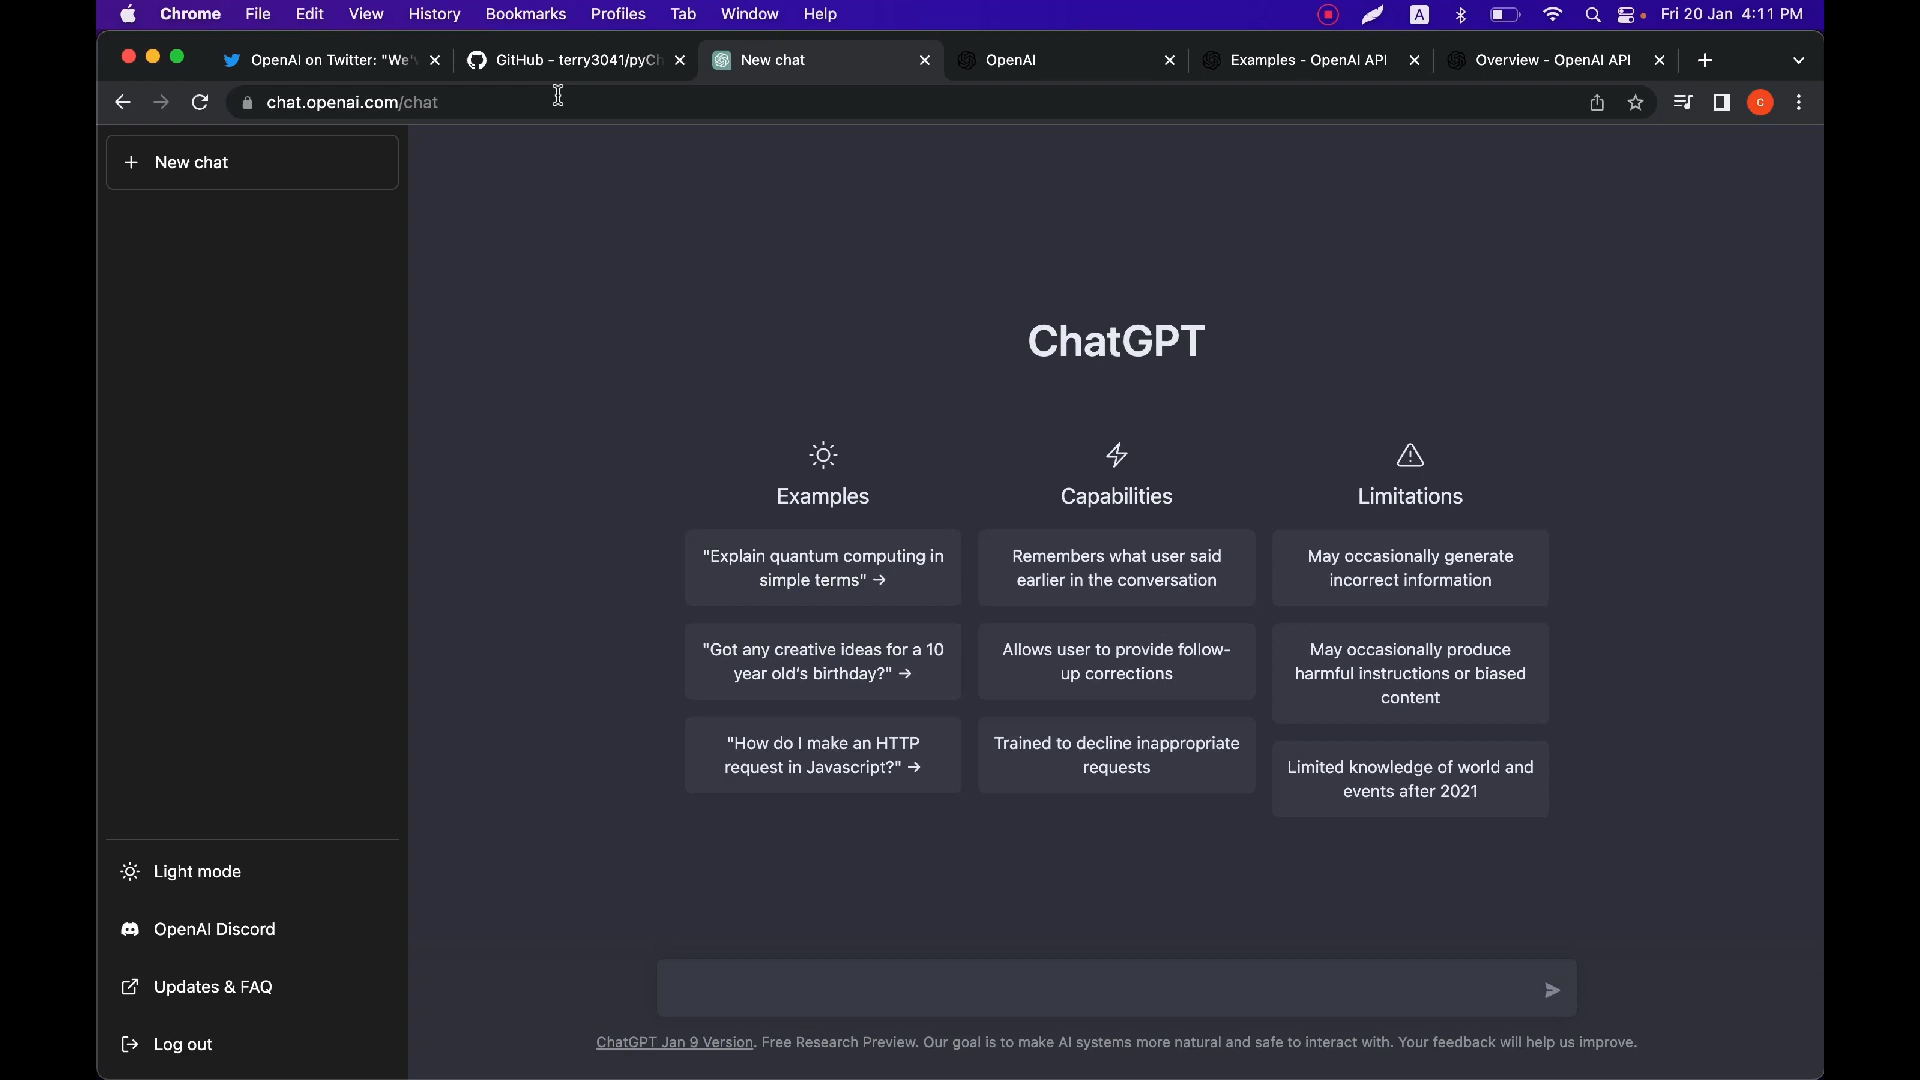 Chrome File Edit View History Bookmarks Profiles Tab Window Help A Fri 20 Jan 4:11 PM
OpenAI on Twitter: "We'v GitHub - terry3041/pyCh New chat OpenAI Examples - OpenAI API Overview - OpenAI API
chat.openai.com/chat C
New chat
ChatGPT
Examples
"Explain quantum computing in
simple terms" →
"Got any creative ideas for a 10
year old's birthday?" →
"How do I make an HTTP
request in Javascript?" →
Capabilities
Remembers what user said
earlier in the conversation
Allows user to provide follow-
up corrections
Trained to decline inappropriate
requests
Limitations
May occasionally generate
incorrect information
May occasionally produce
harmful instructions or biased
content
Limited knowledge of world and
events after 2021
Light mode
OpenAI Discord
Updates & FAQ
Log out
ChatGPT Jan 9 Version. Free Research Preview. Our goal is to make AI systems more natural and safe to interact with. Your feedback will help us improve.